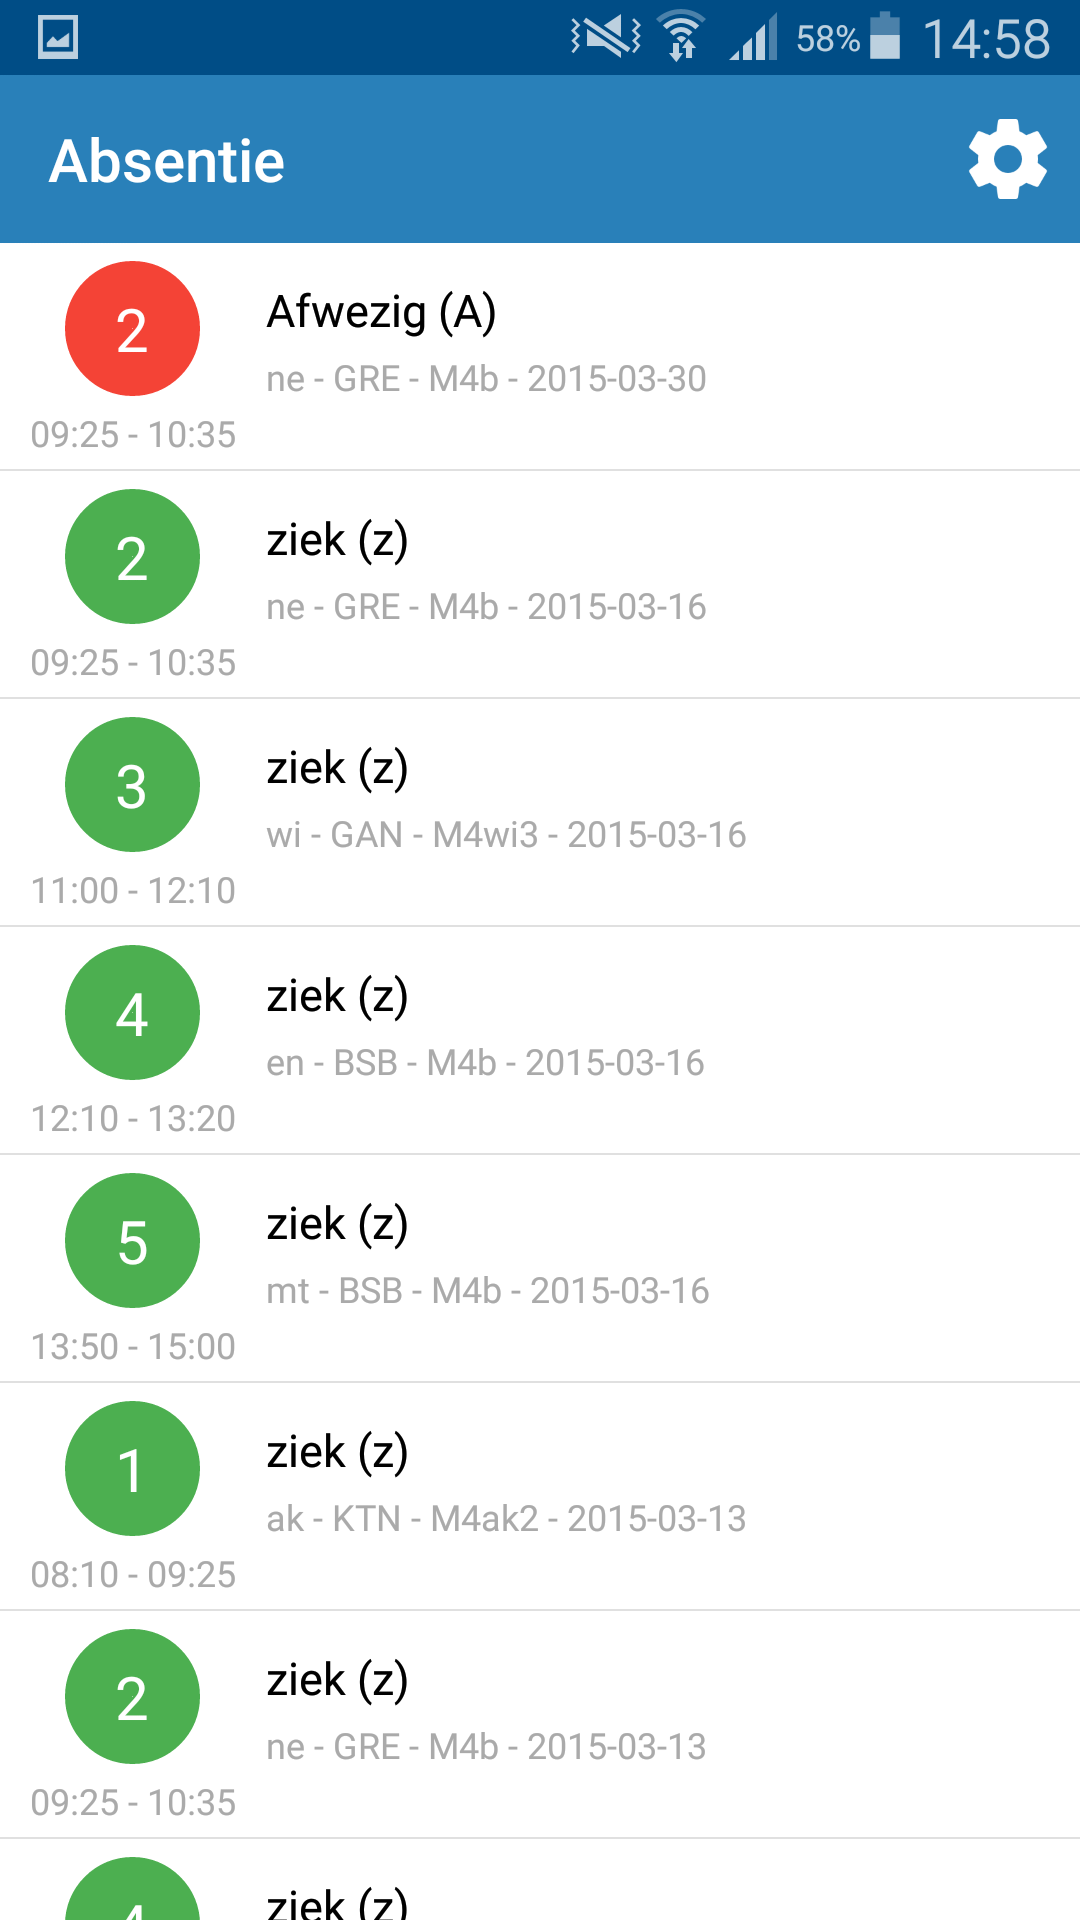 58% 14:58
Absentie
2 Afwezig (A)
ne - GRE - M4b - 2015-03-30
09:25 - 10:35
2 ziek (z)
ne - GRE - M4b - 2015-03-16
09:25 - 10:35
3 ziek (z)
wi - GAN - M4wi3 - 2015-03-16
11:00 - 12:10
4 ziek (z)
en - BSB - M4b - 2015-03-16
12:10 - 13:20
5 ziek (z)
mt - BSB - M4b - 2015-03-16
13:50 - 15:00
1 ziek (z)
ak - KTN - M4ak2 - 2015-03-13
08:10 - 09:25
2 ziek (z)
ne - GRE - M4b - 2015-03-13
09:25 - 10:35
4 ziek (z)